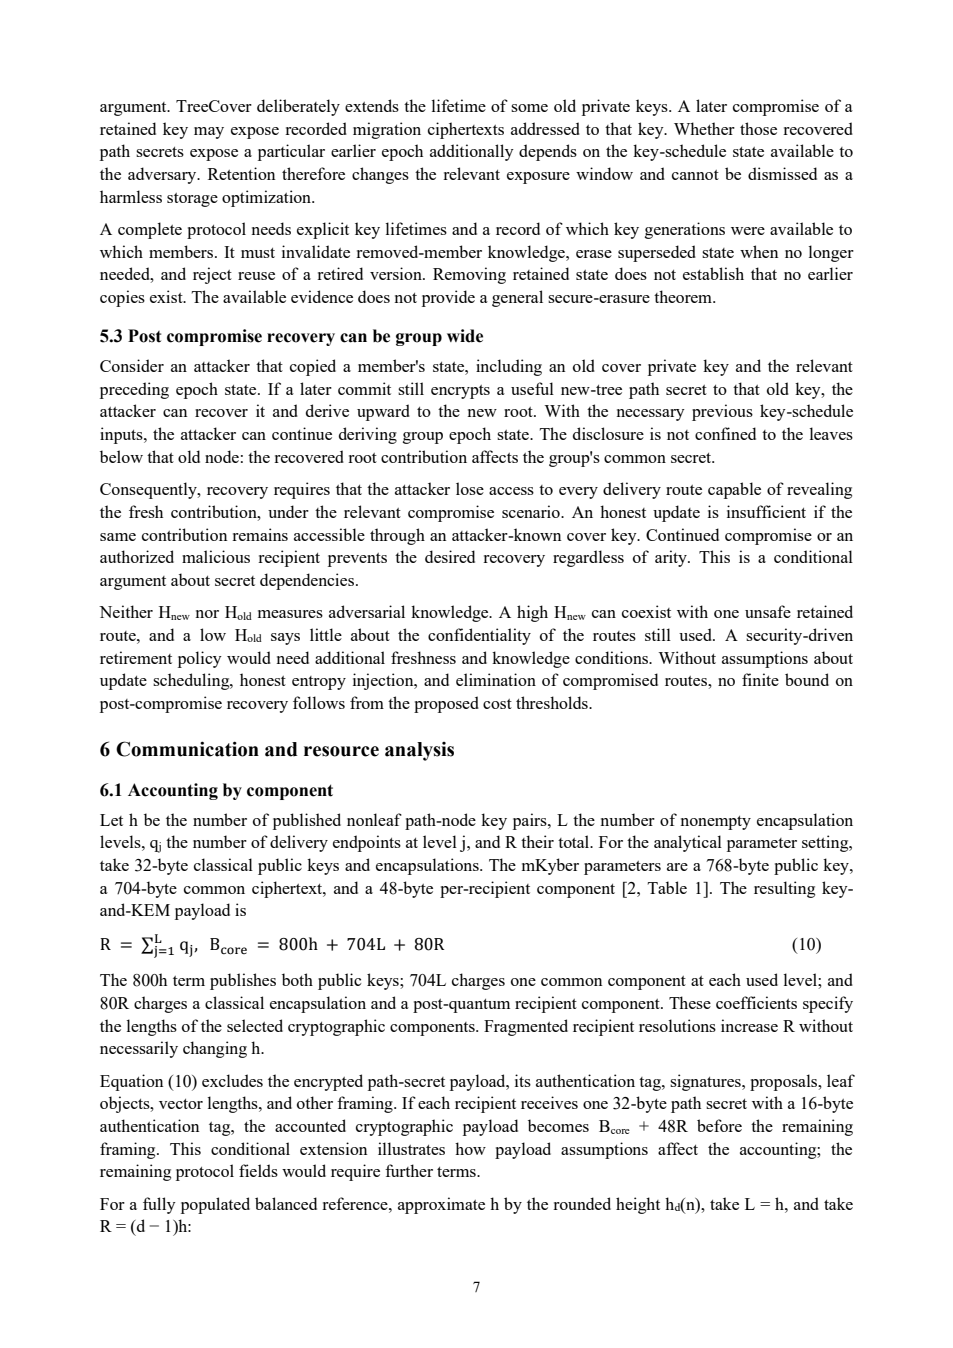 argument. TreeCover deliberately extends the lifetime of some old private keys. A later compromise of a
retained key may expose recorded migration ciphertexts addressed to that key. Whether those recovered
path secrets expose a particular earlier epoch additionally depends on the key-schedule state available to
the adversary. Retention therefore changes the relevant exposure window and cannot be dismissed as a
harmless storage optimization.
A complete protocol needs explicit key lifetimes and a record of which key generations were available to
which members. It must invalidate removed-member knowledge, erase superseded state when no longer
needed, and reject reuse of a retired version. Removing retained state does not establish that no earlier
copies exist. The available evidence does not provide a general secure-erasure theorem.
5.3 Post compromise recovery can be group wide
Consider an attacker that copied a member's state, including an old cover private key and the relevant
preceding epoch state. If a later commit still encrypts a useful new-tree path secret to that old key, the
attacker can recover it and derive upward to the new root. With the necessary previous key-schedule
inputs, the attacker can continue deriving group epoch state. The disclosure is not confined to the leaves
below that old node: the recovered root contribution affects the group's common secret.
Consequently, recovery requires that the attacker lose access to every delivery route capable of revealing
the fresh contribution, under the relevant compromise scenario. An honest update is insufficient if the
same contribution remains accessible through an attacker-known cover key. Continued compromise or an
authorized malicious recipient prevents the desired recovery regardless of arity. This is a conditional
argument about secret dependencies.
Neither Hnew nor Hold measures adversarial knowledge. A high Hnew can coexist with one unsafe retained
route, and a low Hold says little about the confidentiality of the routes still used. A security-driven
retirement policy would need additional freshness and knowledge conditions. Without assumptions about
update scheduling, honest entropy injection, and elimination of compromised routes, no finite bound on
post-compromise recovery follows from the proposed cost thresholds.
6 Communication and resource analysis
6.1 Accounting by component
Let h be the number of published nonleaf path-node key pairs, L the number of nonempty encapsulation
levels, qj the number of delivery endpoints at level j, and R their total. For the analytical parameter setting,
take 32-byte classical public keys and encapsulations. The mKyber parameters are a 768-byte public key,
a 704-byte common ciphertext, and a 48-byte per-recipient component [2, Table 1]. The resulting key-
and-KEM payload is
R = ∑ᴸj=1 qj, Bcore = 800h + 704L + 80R (10)
The 800h term publishes both public keys; 704L charges one common component at each used level; and
80R charges a classical encapsulation and a post-quantum recipient component. These coefficients specify
the lengths of the selected cryptographic components. Fragmented recipient resolutions increase R without
necessarily changing h.
Equation (10) excludes the encrypted path-secret payload, its authentication tag, signatures, proposals, leaf
objects, vector lengths, and other framing. If each recipient receives one 32-byte path secret with a 16-byte
authentication tag, the accounted cryptographic payload becomes Bcore + 48R before the remaining
framing. This conditional extension illustrates how payload assumptions affect the accounting; the
remaining protocol fields would require further terms.
For a fully populated balanced reference, approximate h by the rounded height hd(n), take L = h, and take
R = (d − 1)h:
7